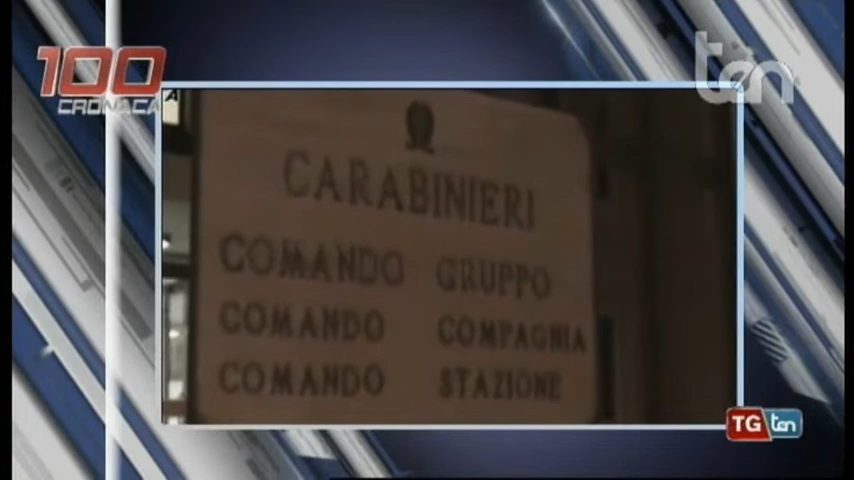 100
CRONACA
ten
CARABINIERI
COMANDO GRUPPO
COMANDO COMPAGNIA
COMANDO STAZIONE
TG ten